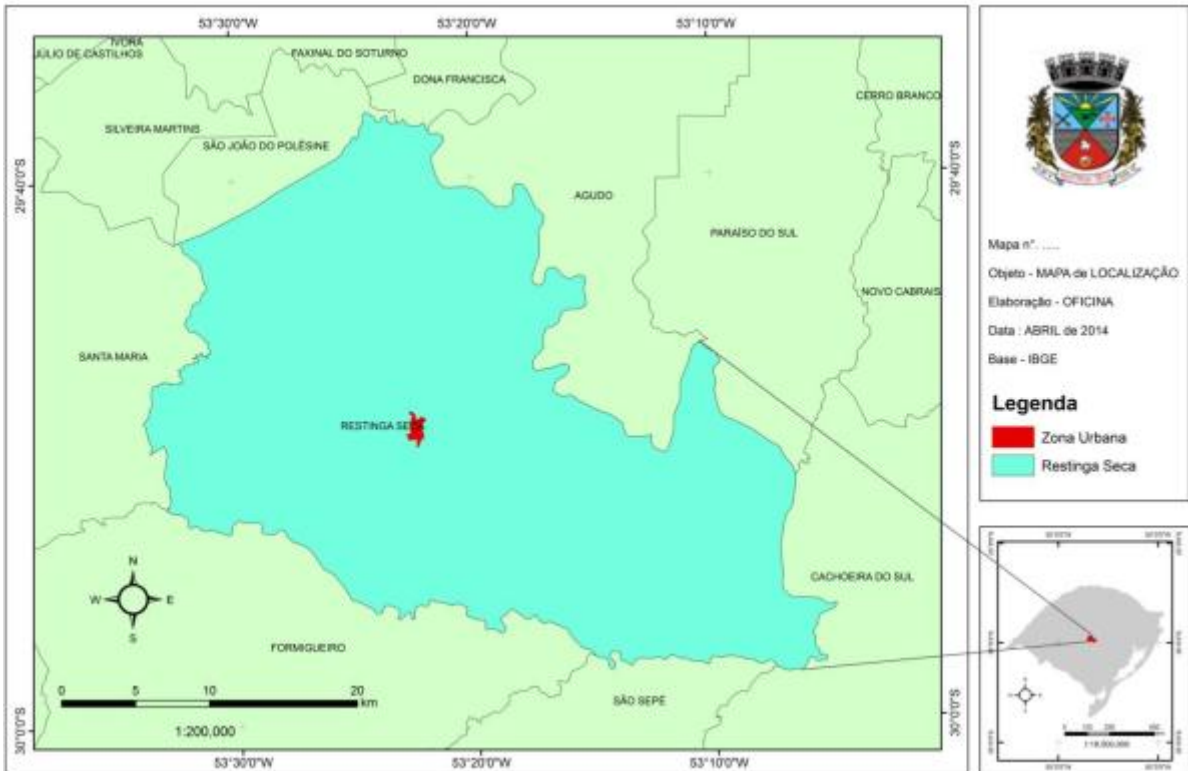 53°30'0"W
53°20'0"W
53°10'0"W
IVORÁ
JÚLIO DE CASTILHOS
FAXINAL DO SOTURNO
DONA FRANCISCA
CERRO BRANCO
SILVEIRA MARTINS
SÃO JOÃO DO POLÊSINE
29°40'0"S
29°40'0"S
AGUDO
PARAÍSO DO SUL
NOVO CABRAIS
SANTA MARIA
RESTINGA
CACHOEIRA DO SUL
N
W E
S
FORMIGUEIRO
SÃO SEPÉ
0 5 10 20
km
1:200,000
30°0'0"S
30°0'0"S
53°30'0"W
53°20'0"W
53°10'0"W
Mapa n°. .....
Objeto - MAPA de LOCALIZAÇÃO
Elaboração - OFICINA
Data : ABRIL de 2014
Base - IBGE
Legenda
Zona Urbana
Restinga Seca